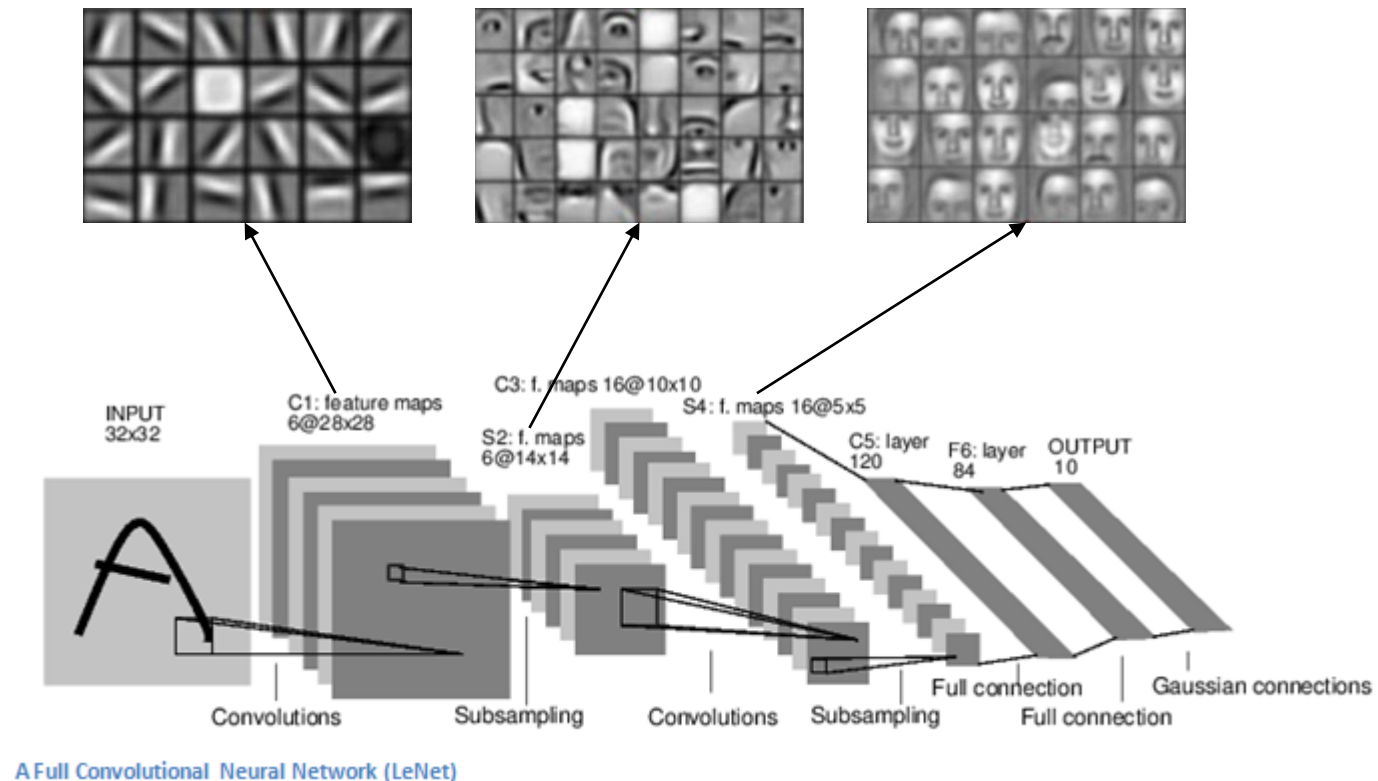 INPUT
32x32
C1: feature maps
6@28x28
S2: f. maps
6@14x14
C3: f. maps 16@10x10
S4: f. maps 16@5x5
C5: layer
120
F6: layer
84
OUTPUT
10
Convolutions
Subsampling
Convolutions
Subsampling
Full connection
Full connection
Gaussian connections
A Full Convolutional Neural Network (LeNet)